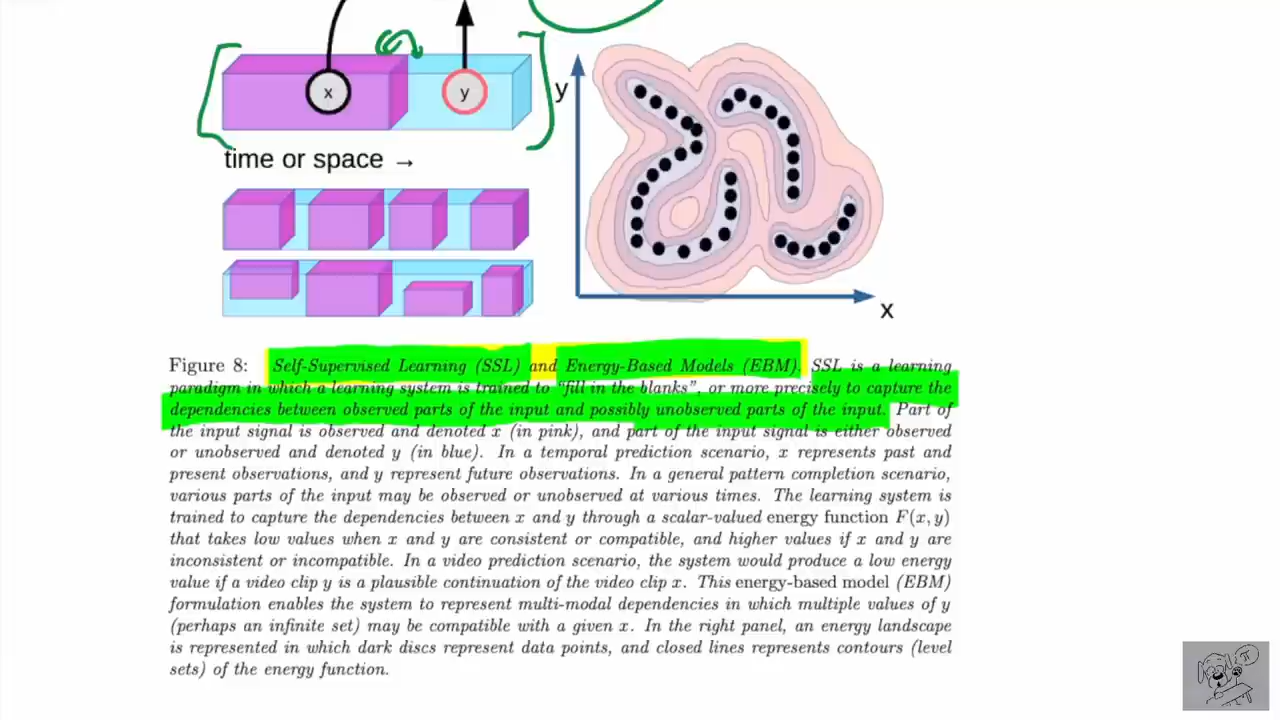 x
y
y
time or space →
x
Figure 8: Self-Supervised Learning (SSL) and Energy-Based Models (EBM). SSL is a learning
paradigm in which a learning system is trained to "fill in the blanks", or more precisely to capture the
dependencies between observed parts of the input and possibly unobserved parts of the input. Part of
the input signal is observed and denoted x (in pink), and part of the input signal is either observed
or unobserved and denoted y (in blue). In a temporal prediction scenario, x represents past and
present observations, and y represent future observations. In a general pattern completion scenario,
various parts of the input may be observed or unobserved at various times. The learning system is
trained to capture the dependencies between x and y through a scalar-valued energy function F(x, y)
that takes low values when x and y are consistent or compatible, and higher values if x and y are
inconsistent or incompatible. In a video prediction scenario, the system would produce a low energy
value if a video clip y is a plausible continuation of the video clip x. This energy-based model (EBM)
formulation enables the system to represent multi-modal dependencies in which multiple values of y
(perhaps an infinite set) may be compatible with a given x. In the right panel, an energy landscape
is represented in which dark discs represent data points, and closed lines represents contours (level
sets) of the energy function.
π